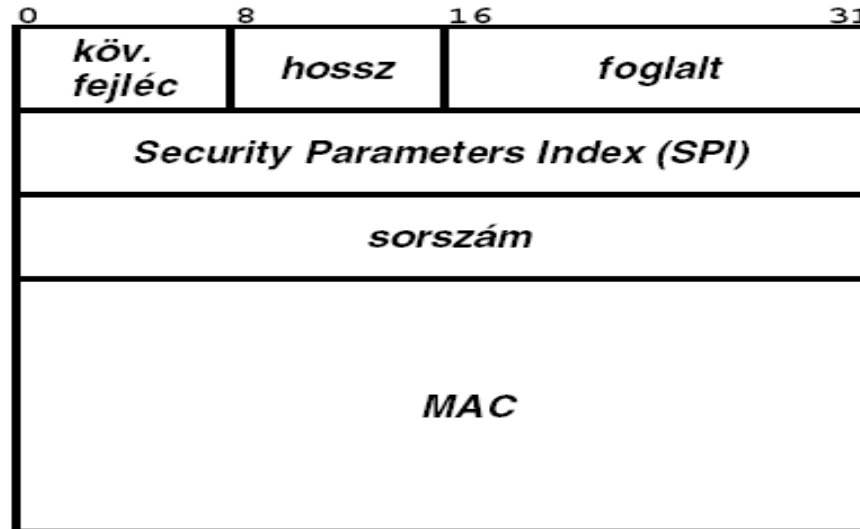 0 8 16 31
köv. fejléc hossz foglalt
Security Parameters Index (SPI)
sorszám
MAC